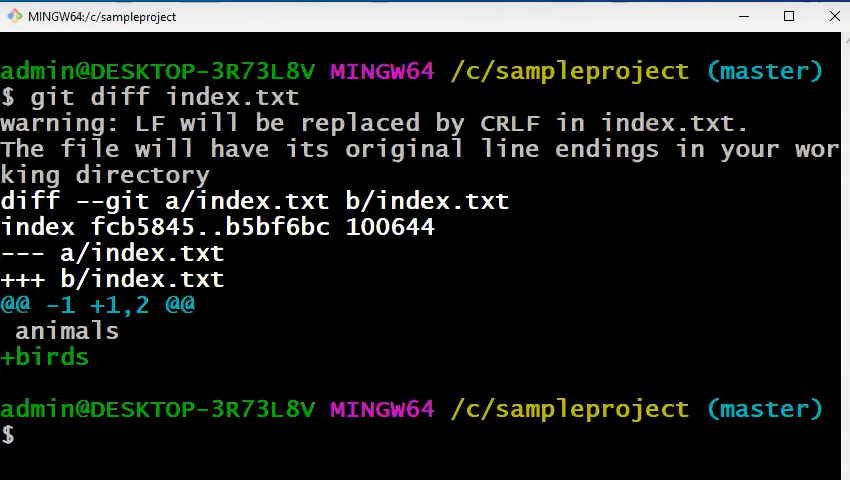 MINGW64:/c/sampleproject
admin@DESKTOP-3R73L8V MINGW64 /c/sampleproject (master)
$ git diff index.txt
warning: LF will be replaced by CRLF in index.txt.
The file will have its original line endings in your wor
king directory
diff --git a/index.txt b/index.txt
index fcb5845..b5bf6bc 100644
--- a/index.txt
+++ b/index.txt
@@ -1 +1,2 @@
 animals
+birds
admin@DESKTOP-3R73L8V MINGW64 /c/sampleproject (master)
$